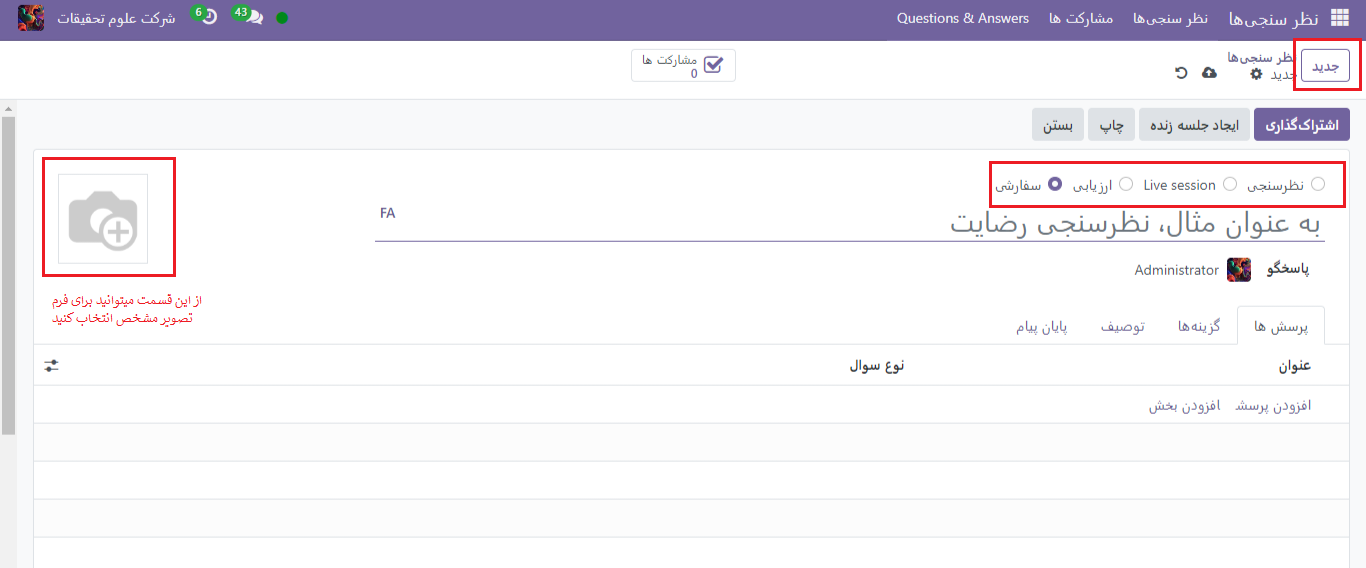 نظر سنجی‌ها
نظر سنجی‌ها
مشارکت ها
Questions & Answers
43
6
شرکت علوم تحقیقات
جدید
نظر سنجی‌ها
جدید
مشارکت ها
0
اشتراک‌گذاری
ایجاد جلسه زنده
چاپ
بستن
نظرسنجی
Live session
ارزیابی
سفارشی
به عنوان مثال، نظرسنجی رضایت
FA
پاسخگو
Administrator
از این قسمت میتوانید برای فرم
تصویر مشخص انتخاب کنید
پرسش ها
گزینه‌ها
توصیف
پایان پیام
عنوان
نوع سوال
افزودن پرسش
افزودن بخش